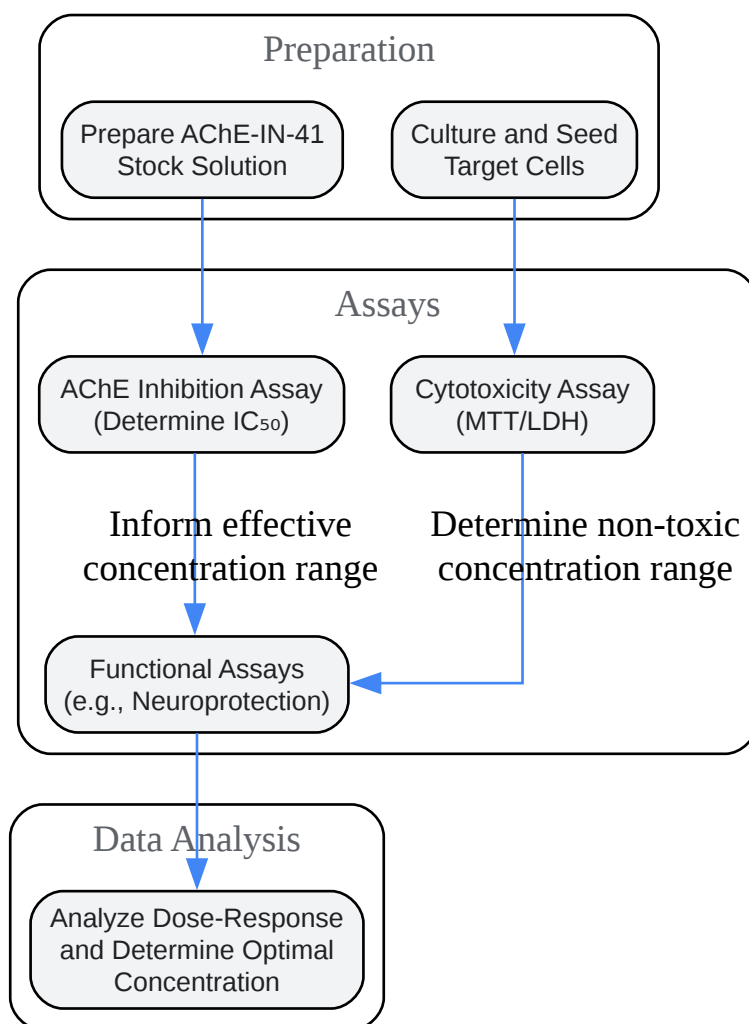 Preparation
Prepare AChE-IN-41
Stock Solution
Culture and Seed
Target Cells
Assays
AChE Inhibition Assay
(Determine IC₅₀)
Cytotoxicity Assay
(MTT/LDH)
Inform effective
concentration range
Determine non-toxic
concentration range
Functional Assays
(e.g., Neuroprotection)
Data Analysis
Analyze Dose-Response
and Determine Optimal
Concentration